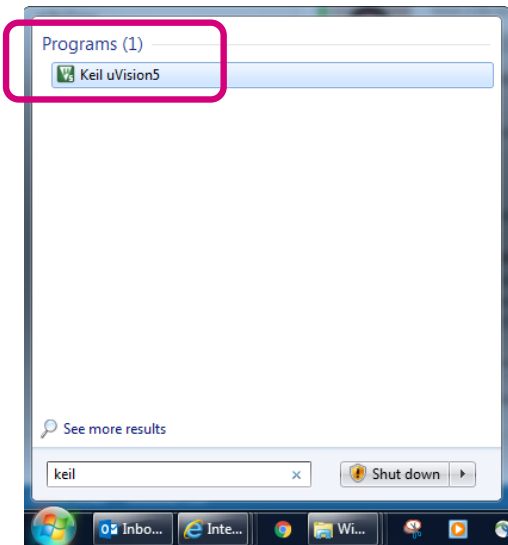 Programs (1)
Keil uVision5
See more results
keil
Shut down
Inbo...
Inte...
Wi...